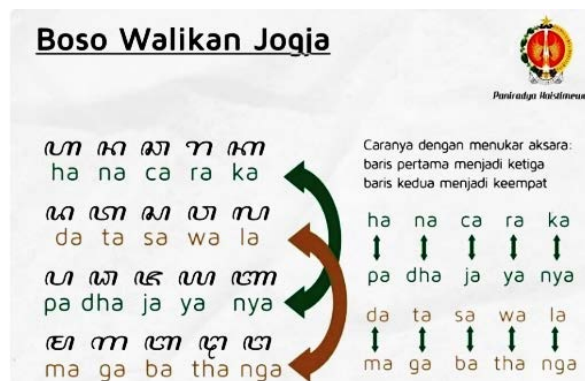 Boso Walikan Jogja
Paniradya Kaistimewa
ꦲ ꦤ ꦕ ꦫ ꦏ
ha na ca ra ka
ꦢ ꦠ ꦱ ꦮ ꦭ
da ta sa wa la
ꦥ ꦝ ꦗ ꦪ ꦚ
pa dha ja ya nya
ꦩ ꦒ ꦧ ꦛ ꦔ
ma ga ba tha nga
Caranya dengan menukar aksara:
baris pertama menjadi ketiga
baris kedua menjadi keempat
ha na ca ra ka
pa dha ja ya nya
da ta sa wa la
ma ga ba tha nga